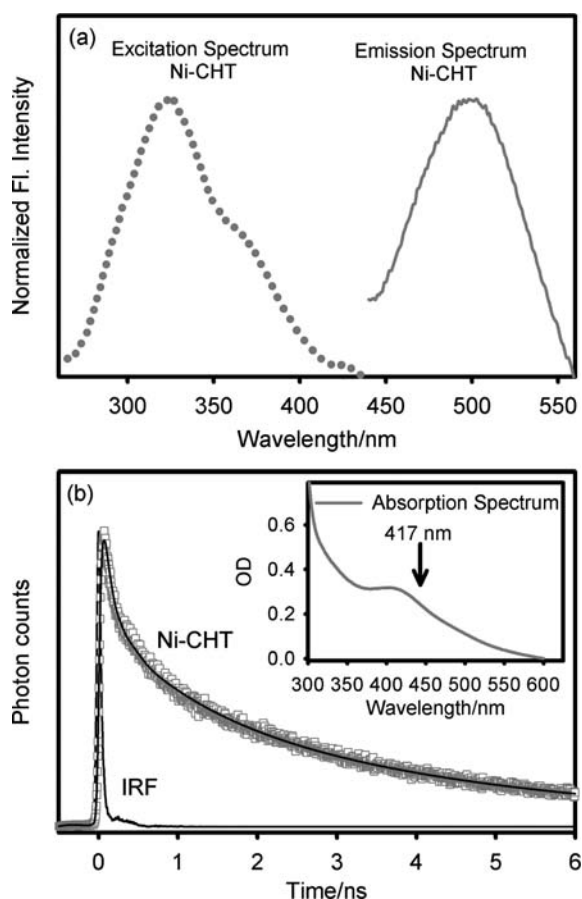 (a)
Excitation Spectrum
Ni-CHT
Emission Spectrum
Ni-CHT
Normalized Fl. Intensity
300 350 400 450 500 550
Wavelength/nm
(b)
Absorption Spectrum
417 nm
OD
0.6
0.4
0.2
0.0
300 350 400 450 500 550 600
Wavelength/nm
Ni-CHT
IRF
Photon counts
0 1 2 3 4 5 6
Time/ns